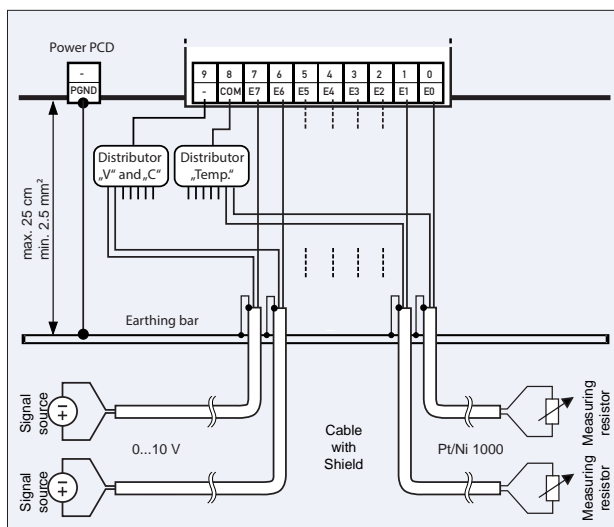 Power PCD
-
PGND
9 8 7 6 5 4 3 2 1 0
- COM E7 E6 E5 E4 E3 E2 E1 E0
Distributor
„V“ and „C“
Distributor
„Temp.“
max. 25 cm
min. 2.5 mm²
Earthing bar
Signal
source
+
-
0...10 V
Cable
with
Shield
Pt/Ni 1000
Measuring
resistor
Signal
source
+
-
Measuring
resistor